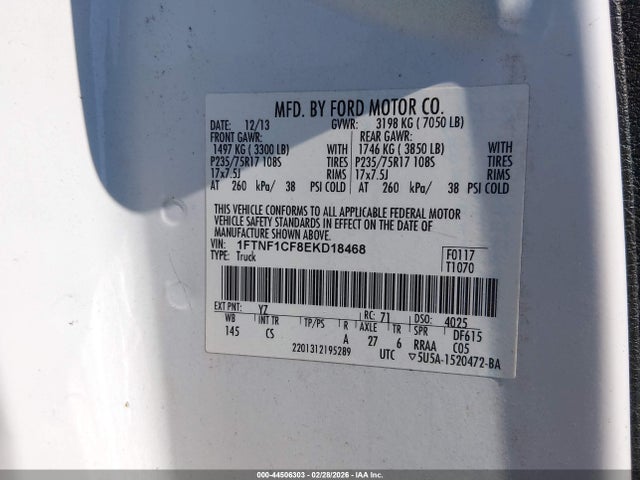 MFD. BY FORD MOTOR CO.
DATE: 12/13 GVWR: 3198 KG ( 7050 LB)
FRONT GAWR: REAR GAWR:
1497 KG ( 3300 LB) WITH 1746 KG ( 3850 LB) WITH
P235/75R17 108S TIRES P235/75R17 108S TIRES
17x7.5J RIMS 17x7.5J RIMS
AT 260 kPa/ 38 PSI COLD AT 260 kPa/ 38 PSI COLD
THIS VEHICLE CONFORMS TO ALL APPLICABLE FEDERAL MOTOR
VEHICLE SAFETY STANDARDS IN EFFECT ON THE DATE OF
MANUFACTURE SHOWN ABOVE.
VIN: 1FTNF1CF8EKD18468 F0117
TYPE: Truck T1070
EXT PNT: YZ RC: 71 DSO: 4025
WB INT TR TP/PS R AXLE TR SPR DF615
145 CS A 27 6 RRAA C05
2201312195289 UTC ▽5U5A-1520472-BA
000-44506303 - 02/28/2026 - IAA Inc.